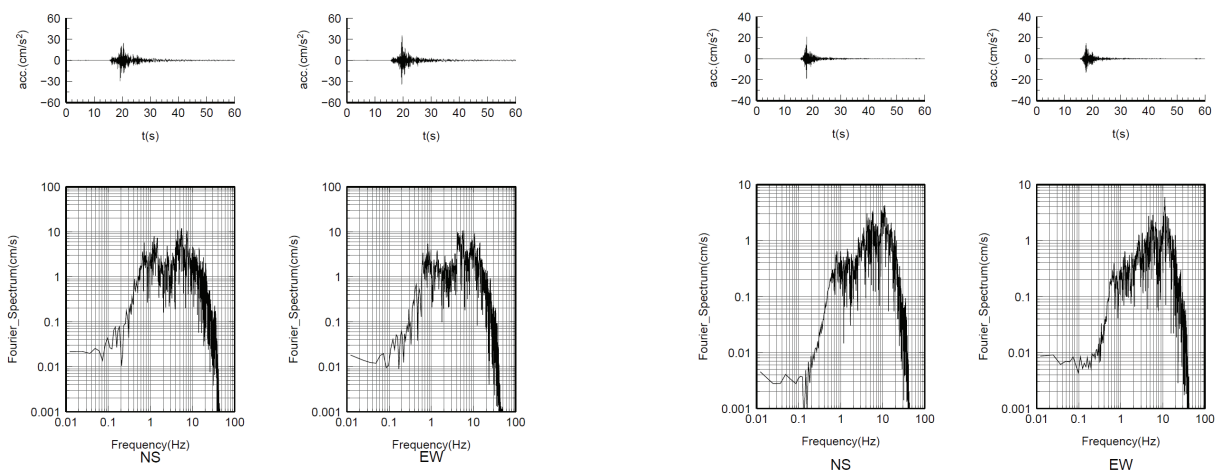 acc.(cm/s²)
60
30
0
−30
−60
0 10 20 30 40 50 60
t(s)
acc.(cm/s²)
60
30
0
−30
−60
0 10 20 30 40 50 60
t(s)
acc.(cm/s²)
40
20
0
−20
−40
0 10 20 30 40 50 60
t(s)
acc.(cm/s²)
40
20
0
−20
−40
0 10 20 30 40 50 60
t(s)
Fourier_Spectrum(cm/s)
100
10
1
0.1
0.01
0.001
0.01 0.1 1 10 100
Frequency(Hz)
NS
Fourier_Spectrum(cm/s)
100
10
1
0.1
0.01
0.001
0.01 0.1 1 10 100
Frequency(Hz)
EW
Fourier_Spectrum(cm/s)
10
1
0.1
0.01
0.001
0.01 0.1 1 10 100
Frequency(Hz)
NS
Fourier_Spectrum(cm/s)
10
1
0.1
0.01
0.001
0.01 0.1 1 10 100
Frequency(Hz)
EW